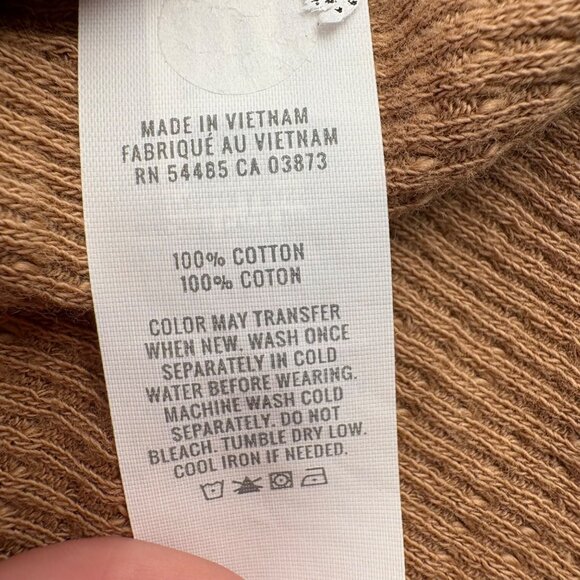 MADE IN VIETNAM
FABRIQUÉ AU VIETNAM
RN 54485 CA 03873
100% COTTON
100% COTON
COLOR MAY TRANSFER
WHEN NEW. WASH ONCE
SEPARATELY IN COLD
WATER BEFORE WEARING.
MACHINE WASH COLD
SEPARATELY. DO NOT
BLEACH. TUMBLE DRY LOW.
COOL IRON IF NEEDED.